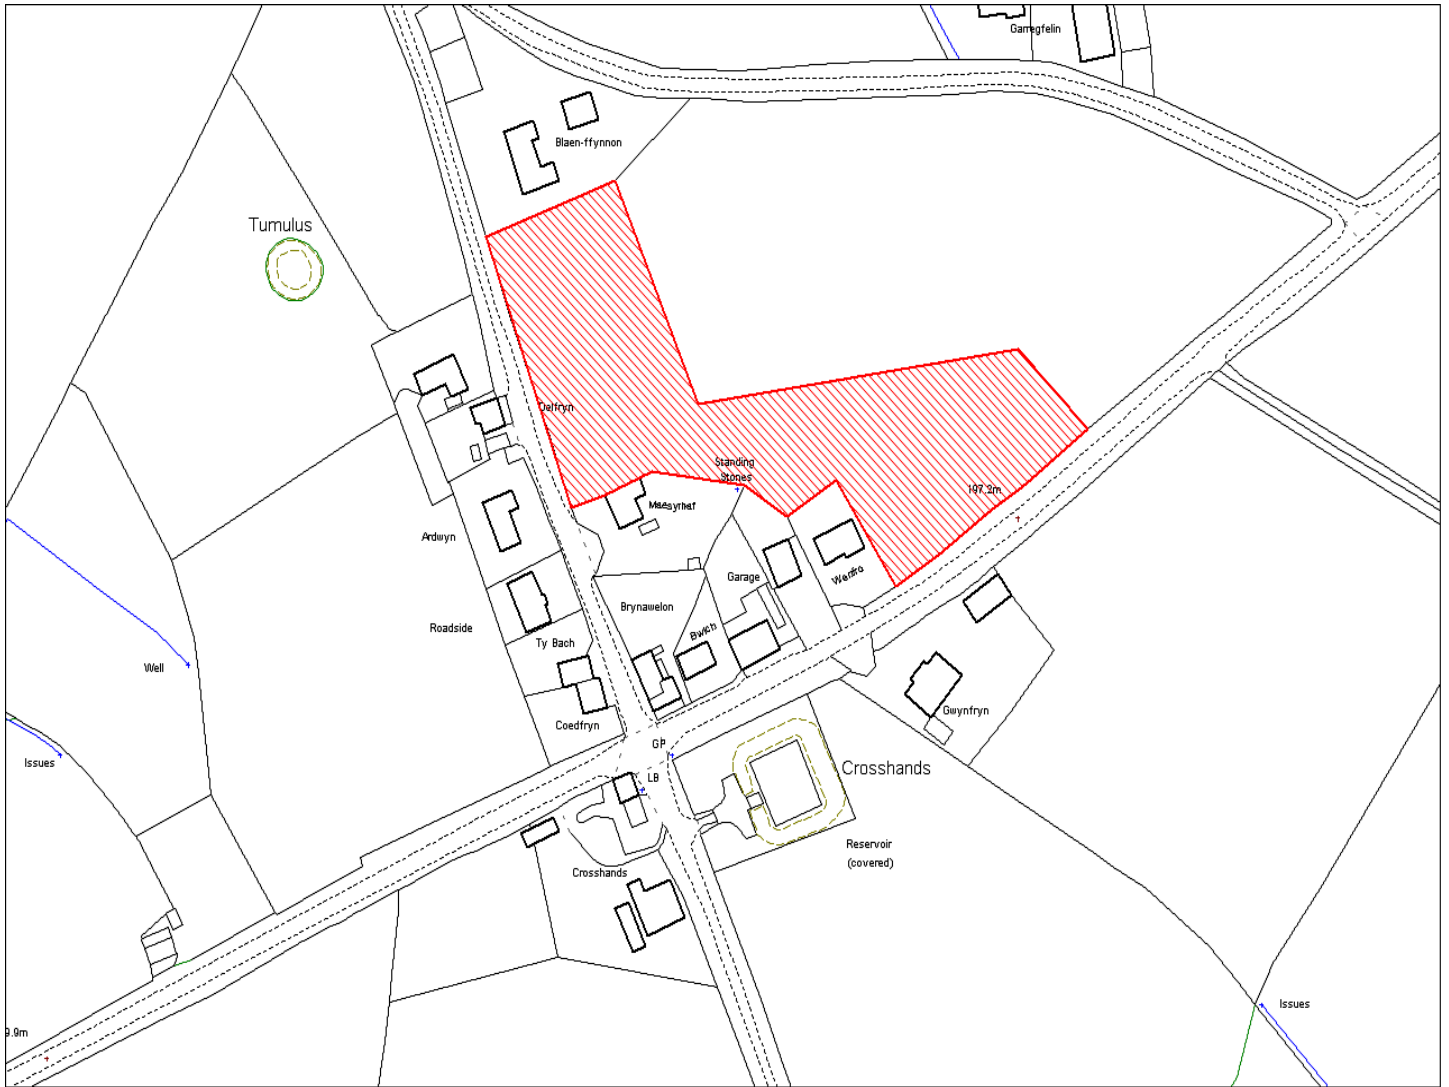 Garregfelin
Blaen-ffynnon
Tumulus
Delfryn
Standing
Stones
197.2m
Maesyrhaf
Ardwyn
Garage
Wenfro
Brynawelon
Roadside
Bwlch
Ty Bach
Well
Gwynfryn
Coedfryn
GP
Issues
LB
Crosshands
Reservoir
(covered)
Crosshands
Issues
9.9m